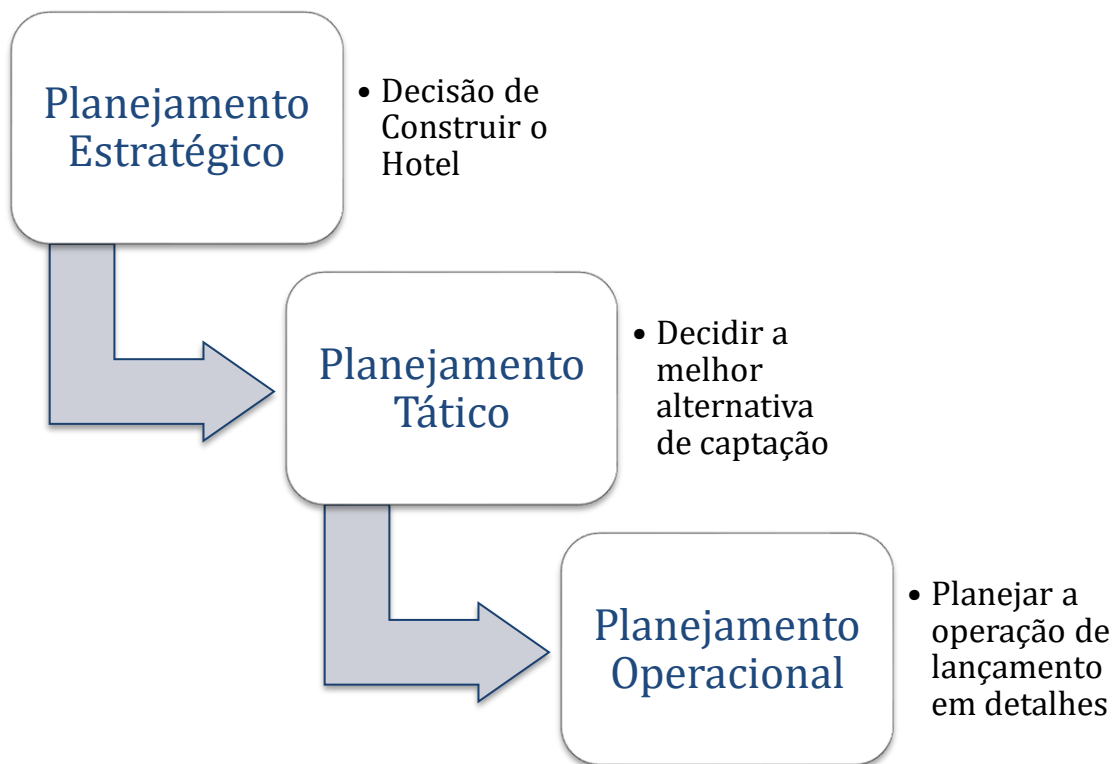 Planejamento
Estratégico
• Decisão de
Construir o
Hotel
Planejamento
Tático
• Decidir a
melhor
alternativa
de captação
Planejamento
Operacional
• Planejar a
operação de
lançamento
em detalhes